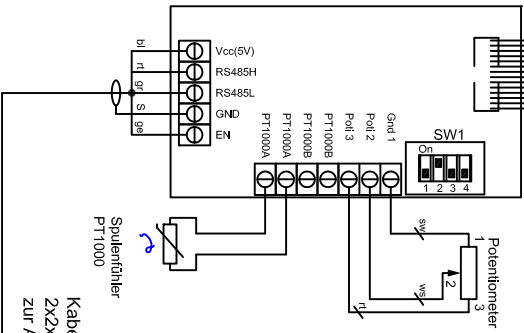 bl
Vcc(5V)
rt
RS485H
gr
RS485L
S
GND
ge
EN
PT1000A
PT1000A
PT1000B
PT1000B
Poti 3
Poti 2
Gnd 1
SW1
On
1 2 3 4
sw
ws
rt
1
2
3
Potentiometer
Spulenfühler
PT1000
2
Kabe
2x2x
zur A